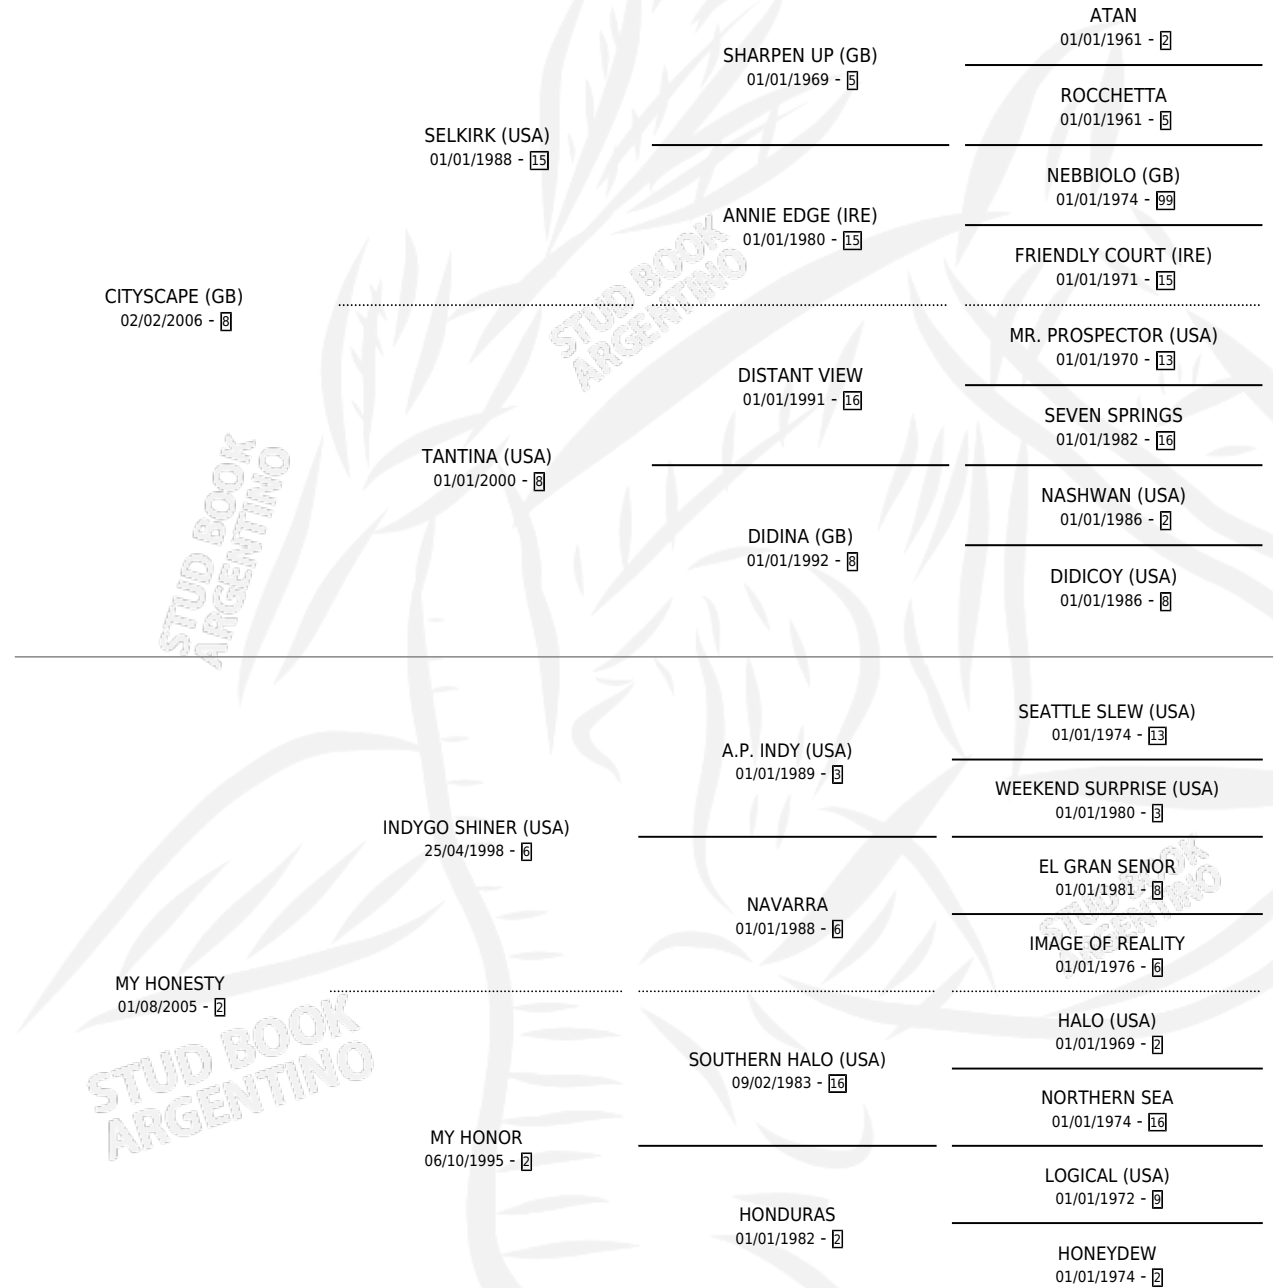 ATAN
01/01/1961 - 2
SHARPEN UP (GB)
01/01/1969 - 5
ROCCHETTA
01/01/1961 - 5
SELKIRK (USA)
01/01/1988 - 15
NEBBIOLO (GB)
01/01/1974 - 99
ANNIE EDGE (IRE)
01/01/1980 - 15
FRIENDLY COURT (IRE)
01/01/1971 - 15
CITYSCAPE (GB)
02/02/2006 - 8
MR. PROSPECTOR (USA)
01/01/1970 - 13
DISTANT VIEW
01/01/1991 - 16
SEVEN SPRINGS
01/01/1982 - 16
TANTINA (USA)
01/01/2000 - 8
NASHWAN (USA)
01/01/1986 - 2
DIDINA (GB)
01/01/1992 - 8
DIDICOY (USA)
01/01/1986 - 8
SEATTLE SLEW (USA)
01/01/1974 - 13
A.P. INDY (USA)
01/01/1989 - 3
WEEKEND SURPRISE (USA)
01/01/1980 - 3
INDYGO SHINER (USA)
25/04/1998 - 6
EL GRAN SENOR
01/01/1981 - 8
NAVARRA
01/01/1988 - 6
IMAGE OF REALITY
01/01/1976 - 6
MY HONESTY
01/08/2005 - 2
HALO (USA)
01/01/1969 - 2
SOUTHERN HALO (USA)
09/02/1983 - 16
NORTHERN SEA
01/01/1974 - 16
MY HONOR
06/10/1995 - 2
LOGICAL (USA)
01/01/1972 - 9
HONDURAS
01/01/1982 - 2
HONEYDEW
01/01/1974 - 2
STUD BOOK
ARGENTINO
STUD BOOK
ARGENTINO
STUD BOOK
ARGENTINO
STUD BOOK
ARGENTINO